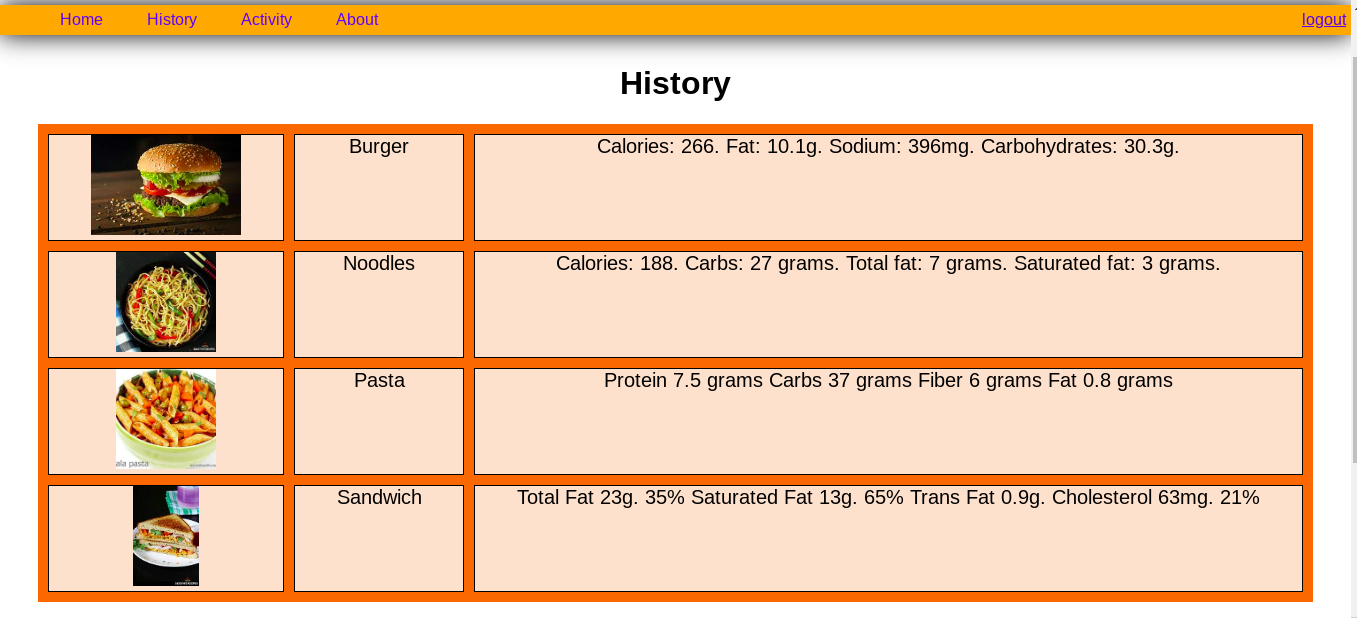 Home History Activity About logout
History
Burger Calories: 266. Fat: 10.1g. Sodium: 396mg. Carbohydrates: 30.3g.
Noodles Calories: 188. Carbs: 27 grams. Total fat: 7 grams. Saturated fat: 3 grams.
Pasta Protein 7.5 grams Carbs 37 grams Fiber 6 grams Fat 0.8 grams
ala pasta
Sandwich Total Fat 23g. 35% Saturated Fat 13g. 65% Trans Fat 0.9g. Cholesterol 63mg. 21%